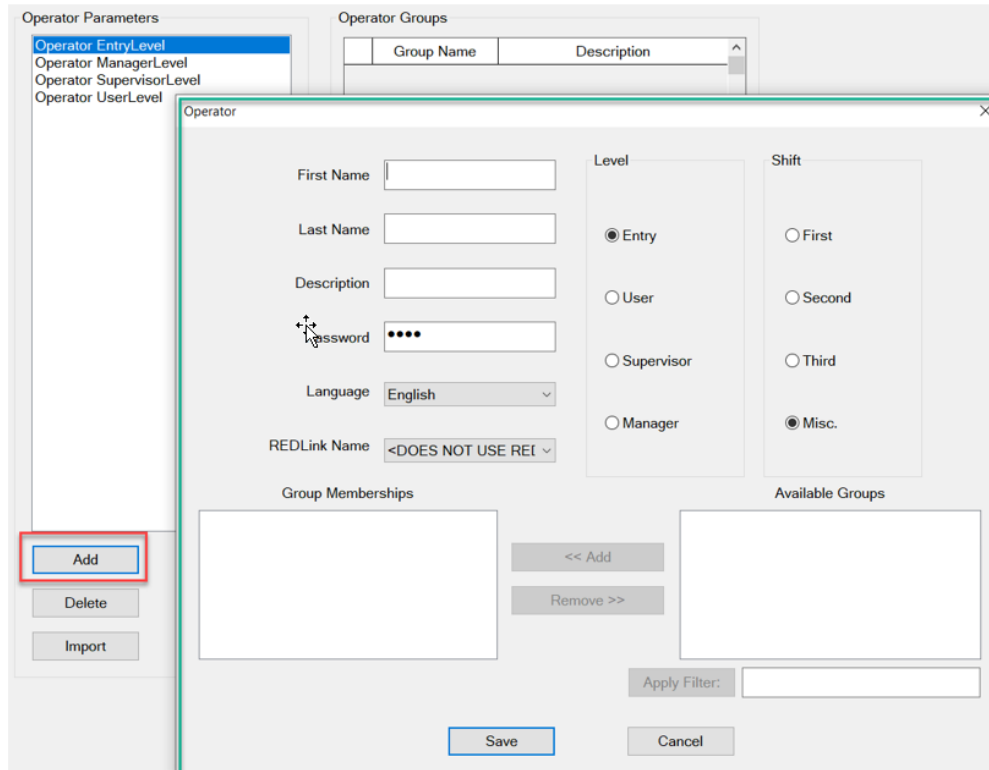 Operator Parameters
Operator Groups
Operator EntryLevel
Operator ManagerLevel
Operator SupervisorLevel
Operator UserLevel
Group Name
Description
Operator
First Name
Last Name
Description
assword
••••
Language
English
REDLink Name
<DOES NOT USE REI
Level
Entry
User
Supervisor
Manager
Shift
First
Second
Third
Misc.
Group Memberships
Available Groups
<< Add
Remove >>
Apply Filter:
Add
Delete
Import
Save
Cancel